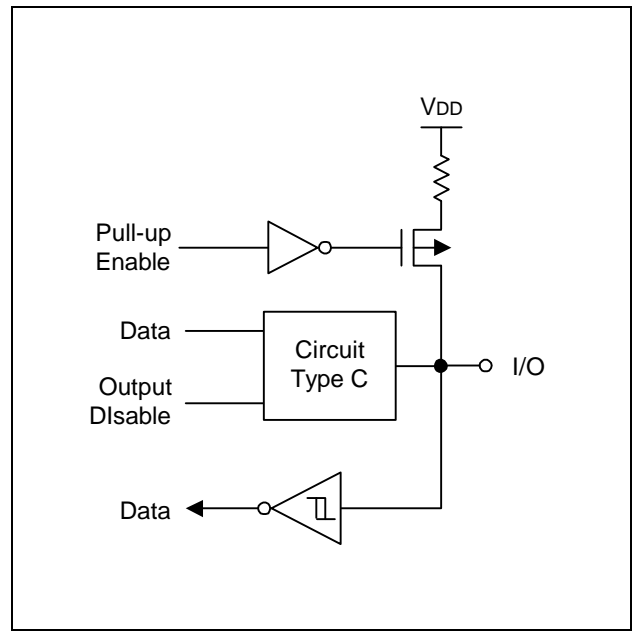 VDD
Pull-up
Enable
Data
Circuit
Type C
I/O
Output
DIsable
Data